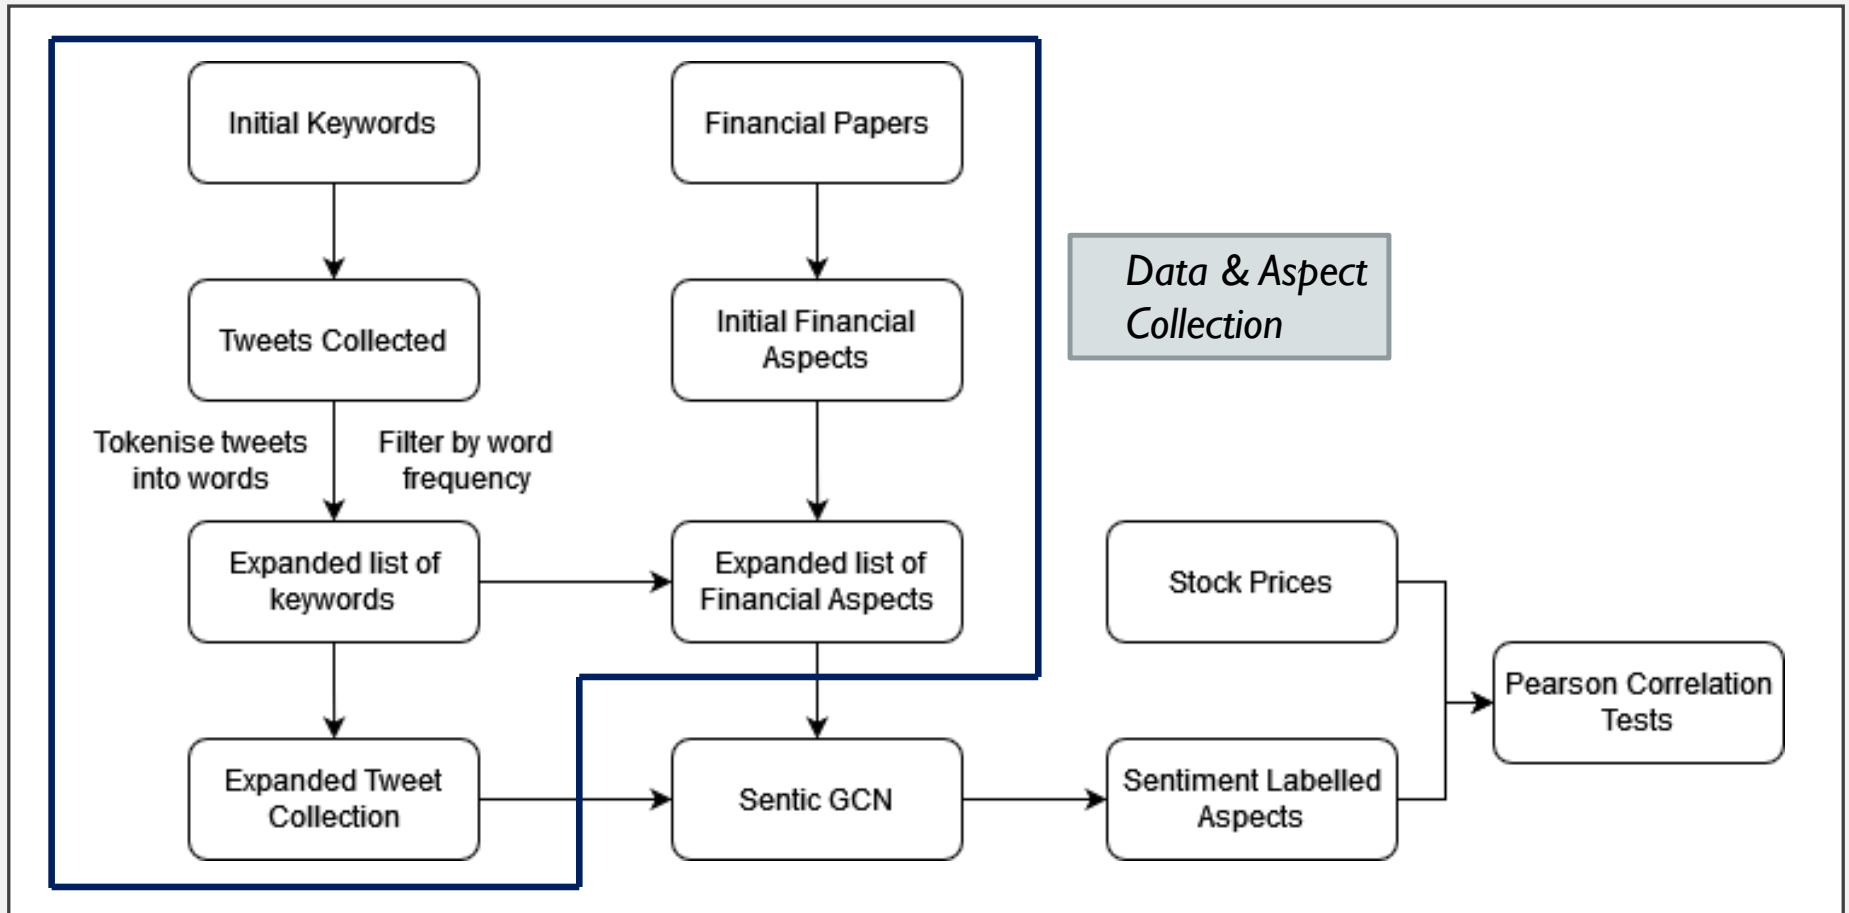 Initial Keywords
Financial Papers
Data & Aspect
Collection
Tweets Collected
Initial Financial
Aspects
Tokenise tweets
into words
Filter by word
frequency
Expanded list of
keywords
Expanded list of
Financial Aspects
Stock Prices
Pearson Correlation
Tests
Expanded Tweet
Collection
Sentic GCN
Sentiment Labelled
Aspects